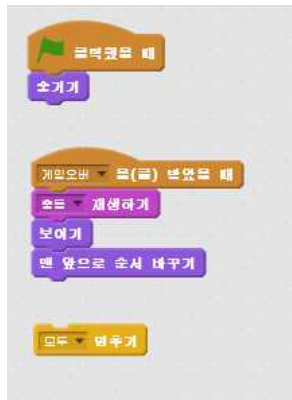 클릭했을 때
숨기기
게임오버 을(를) 받았을 때
재생하기
보이기
맨 앞으로 순서 바꾸기
모두 멈추기